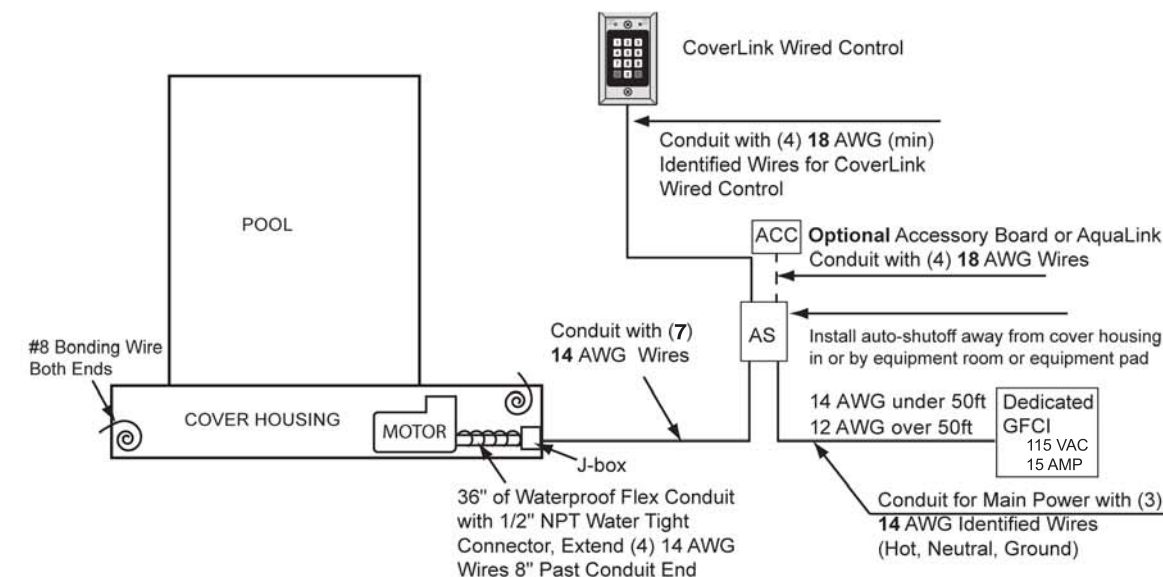 CoverLink Wired Control
Conduit with (4) 18 AWG (min)
Identified Wires for CoverLink
Wired Control
POOL
ACC
Optional Accessory Board or AquaLink
Conduit with (4) 18 AWG Wires
AS
Install auto-shutoff away from cover housing
in or by equipment room or equipment pad
Conduit with (7)
14 AWG Wires
#8 Bonding Wire
Both Ends
COVER HOUSING
MOTOR
J-box
36" of Waterproof Flex Conduit
with 1/2" NPT Water Tight
Connector, Extend (4) 14 AWG
Wires 8" Past Conduit End
14 AWG under 50ft
12 AWG over 50ft
Dedicated
GFCI
115 VAC
15 AMP
Conduit for Main Power with (3)
14 AWG Identified Wires
(Hot, Neutral, Ground)